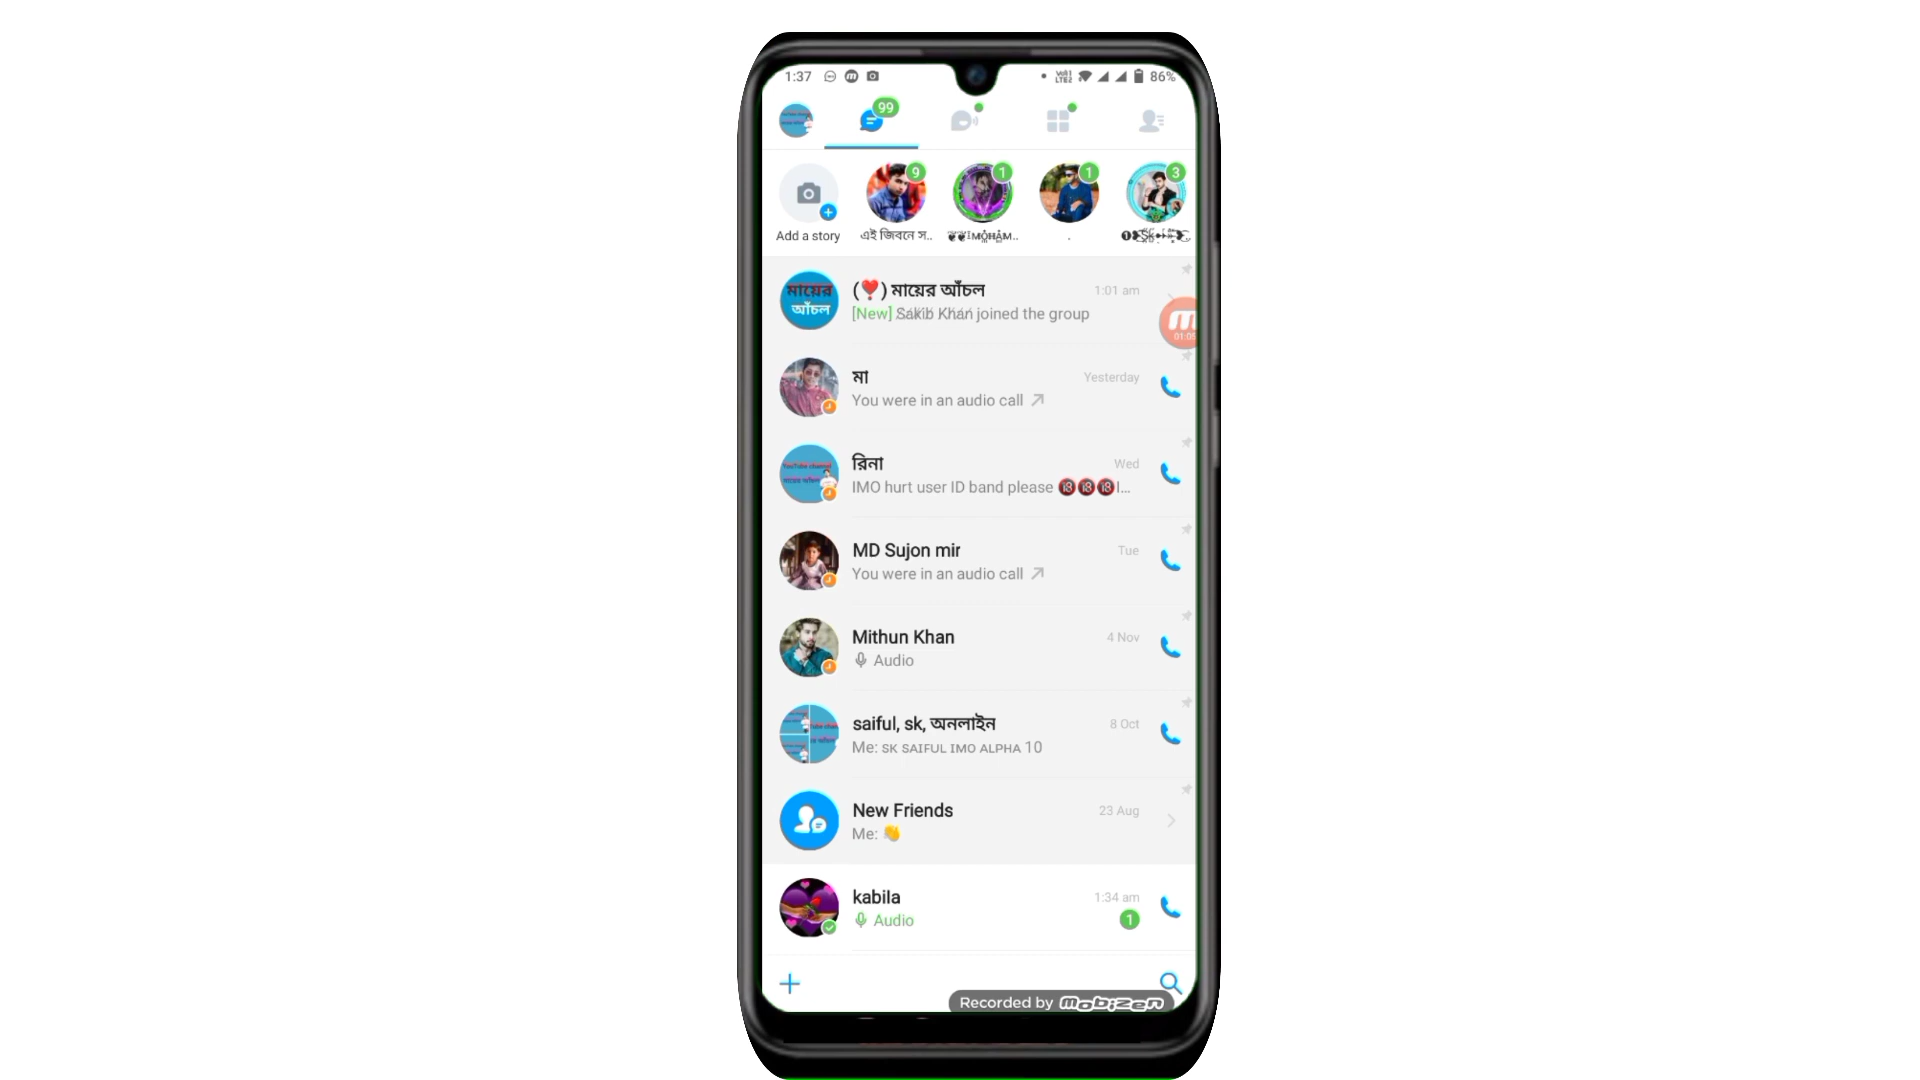 1:37
86%
99
9
1
1
3
Add a story
এই জিবনে স..
(❣️) মায়ের আঁচল
1:01 am
মায়ের
আঁচল
[New] Sakib Khan joined the group
01:05
মা
Yesterday
You were in an audio call
রিনা
Wed
YouTube channel
IMO hurt user ID band please 🔞🔞🔞I...
MD Sujon mir
Tue
You were in an audio call
Mithun Khan
4 Nov
Audio
saiful, sk, অনলাইন
8 Oct
Me: SK SAIFUL IMO ALPHA 10
New Friends
23 Aug
Me: 👏
kabila
1:34 am
Audio
1
Recorded by Mobizen